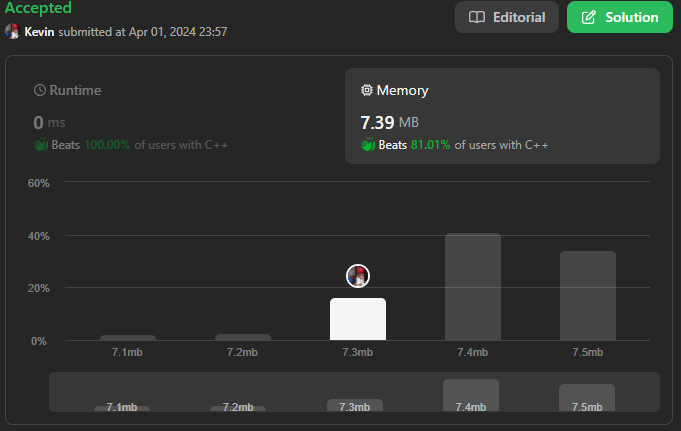 Accepted
Editorial
Solution
Kevin submitted at Apr 01, 2024 23:57
Runtime
0 ms
Beats 100.00% of users with C++
Memory
7.39 MB
Beats 81.01% of users with C++
60%
40%
20%
0%
7.1mb 7.2mb 7.3mb 7.4mb 7.5mb
7.1mb 7.2mb 7.3mb 7.4mb 7.5mb